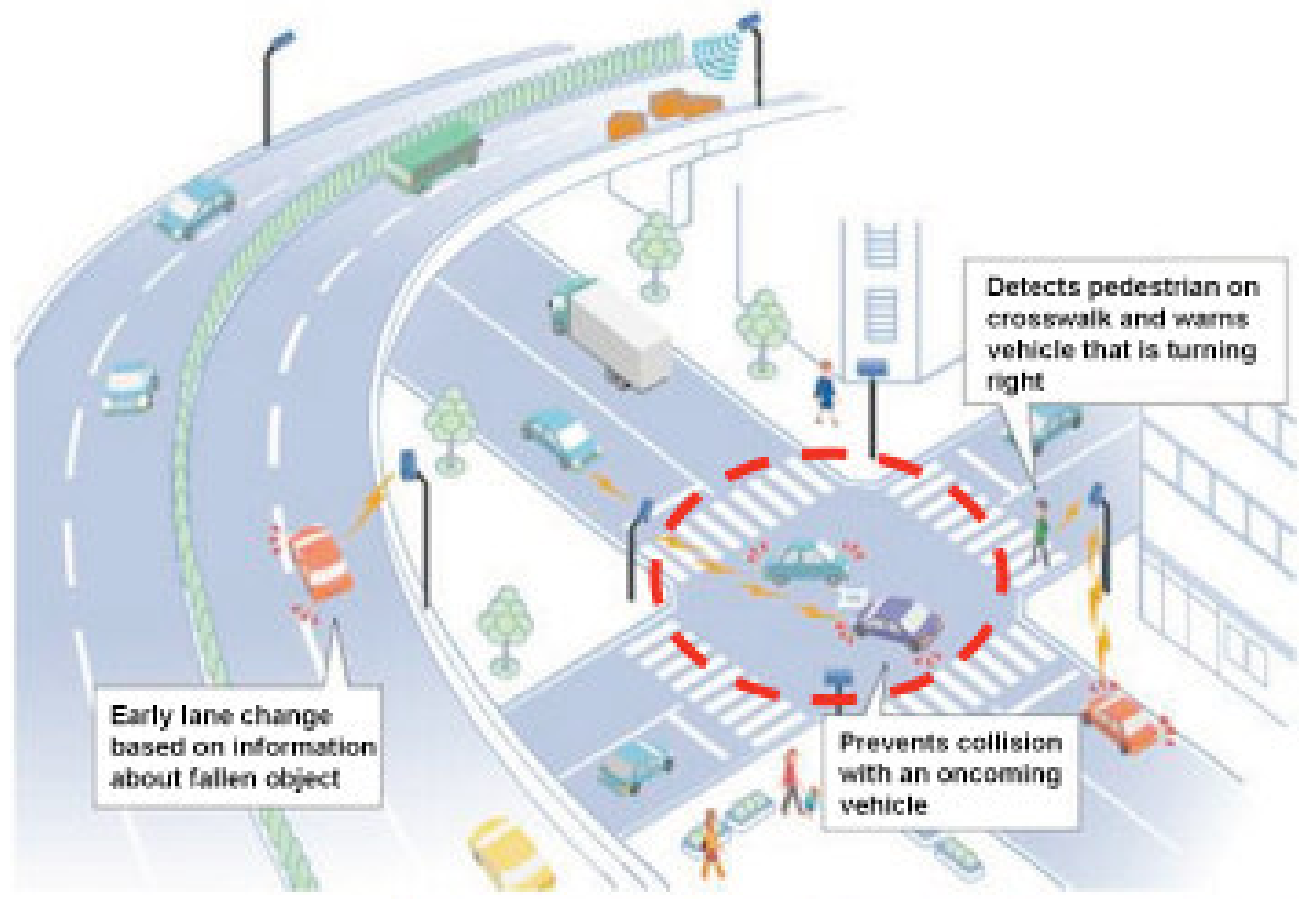 Detects pedestrian on
crosswalk and warns
vehicle that is turning
right
Early lane change
based on information
about fallen object
Prevents collision
with an oncoming
vehicle